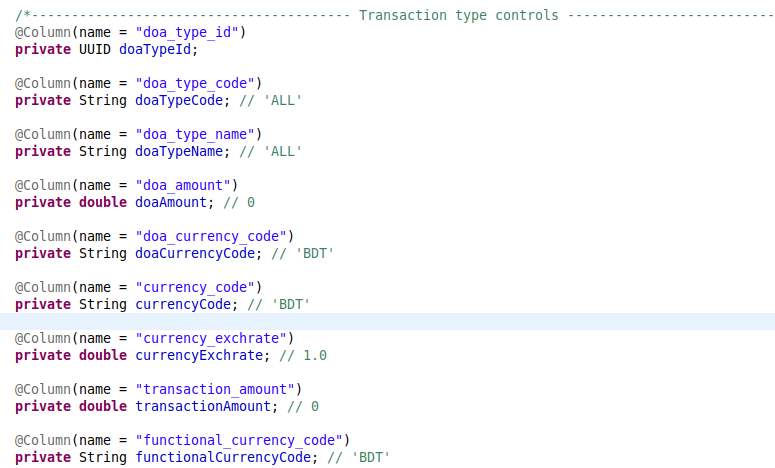 /*---------------------------------------- Transaction type controls --------------------------
@Column(name = "doa_type_id")
private UUID doaTypeId;
@Column(name = "doa_type_code")
private String doaTypeCode; // 'ALL'
@Column(name = "doa_type_name")
private String doaTypeName; // 'ALL'
@Column(name = "doa_amount")
private double doaAmount; // 0
@Column(name = "doa_currency_code")
private String doaCurrencyCode; // 'BDT'
@Column(name = "currency_code")
private String currencyCode; // 'BDT'
@Column(name = "currency_exchrate")
private double currencyExchrate; // 1.0
@Column(name = "transaction_amount")
private double transactionAmount; // 0
@Column(name = "functional_currency_code")
private String functionalCurrencyCode; // 'BDT'